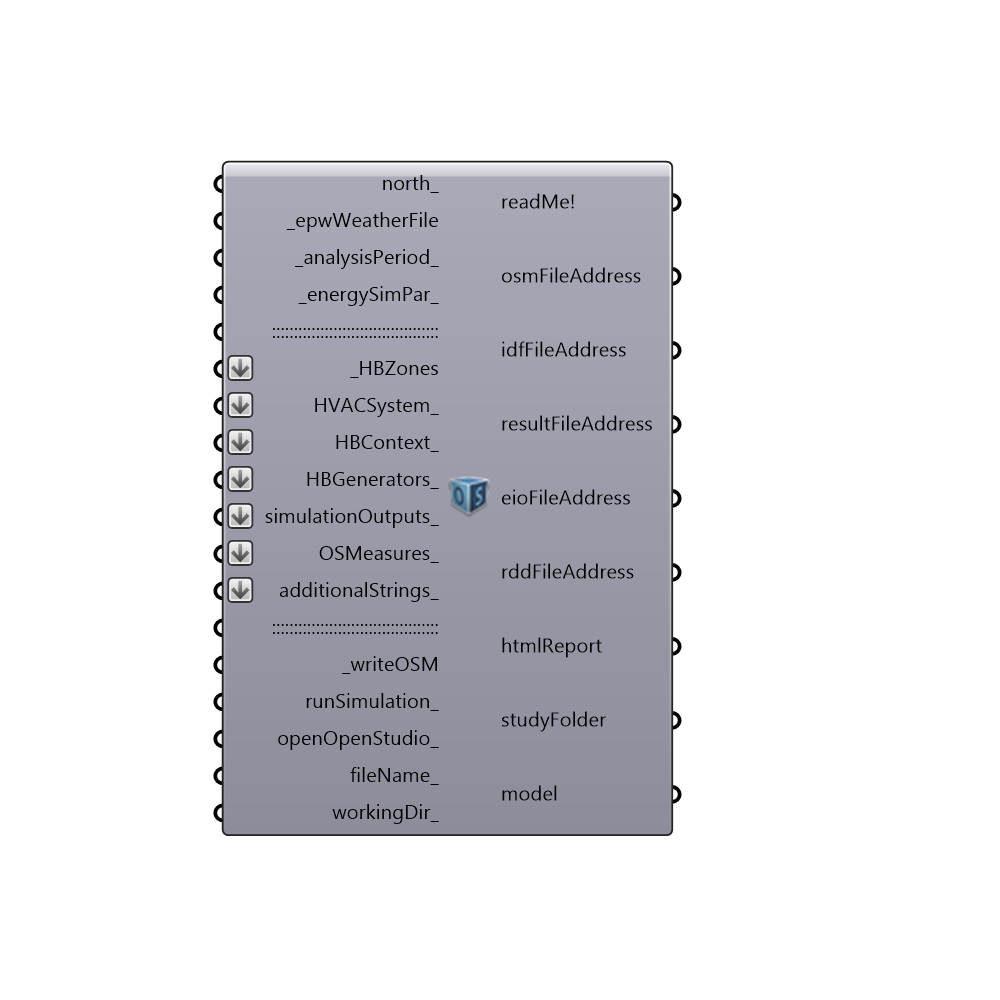 north_
_epwWeatherFile
_analysisPeriod_
_energySimPar_
_HBZones
HVACSystem_
HBContext_
HBGenerators_
simulationOutputs_
OSMeasures_
additionalStrings_
_writeOSM
runSimulation_
openOpenStudio_
fileName_
workingDir_
OS
readMe!
osmFileAddress
idfFileAddress
resultFileAddress
eioFileAddress
rddFileAddress
htmlReport
studyFolder
model